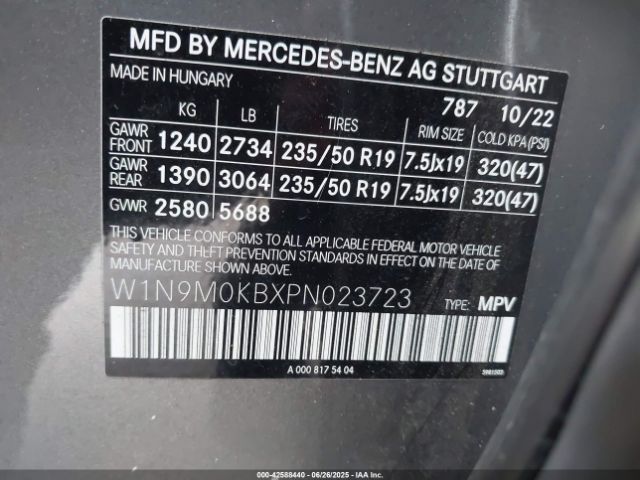 MFD BY MERCEDES-BENZ AG STUTTGART
MADE IN HUNGARY 787 10/22
KG LB TIRES RIM SIZE COLD KPA (PSI)
GAWR FRONT 1240 2734 235/50 R19 7.5Jx19 320(47)
GAWR REAR 1390 3064 235/50 R19 7.5Jx19 320(47)
GVWR 2580 5688
THIS VEHICLE CONFORMS TO ALL APPLICABLE FEDERAL MOTOR VEHICLE
SAFETY AND THEFT PREVENTION STANDARDS IN EFFECT ON THE DATE OF
MANUFACTURE SHOWN ABOVE.
W1N9M0KBXPN023723 TYPE: MPV
A 000 817 54 04
000-42588440 - 06/26/2025 - IAAI.COM